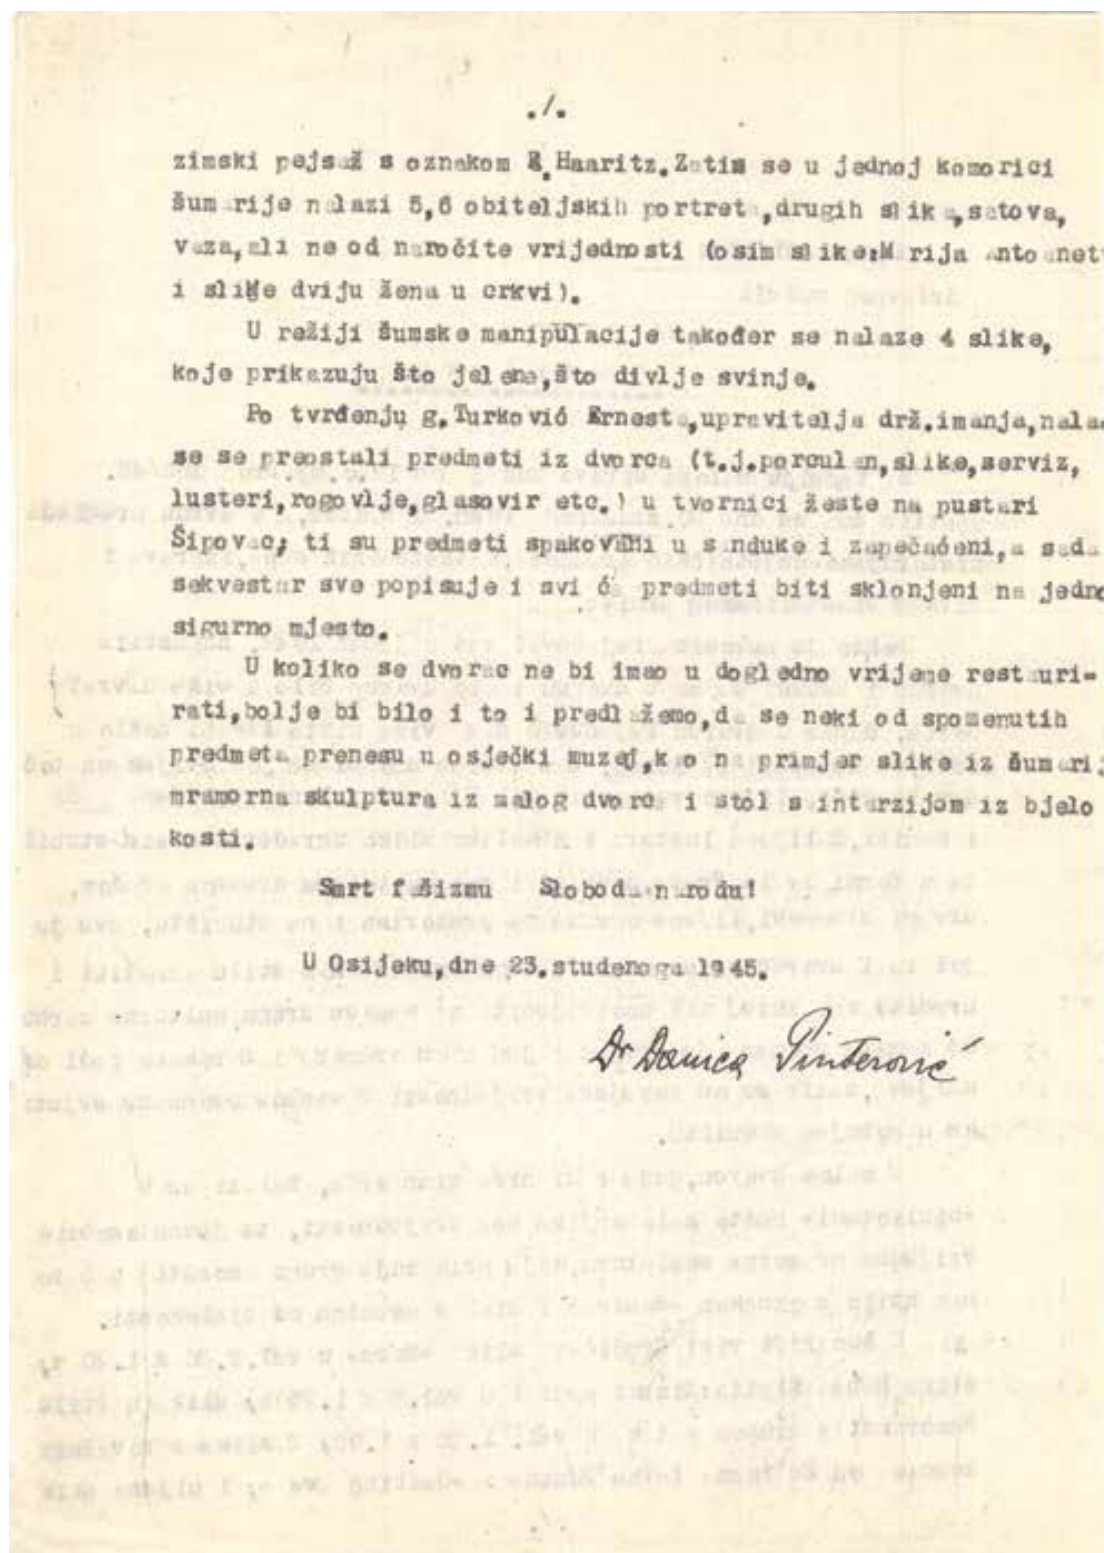 ./.
zimski pejsaž s oznakom R. Haaritz. Zatim se u jednoj komorici
šumarije nalazi 5,6 obiteljskih portreta, drugih slika, satova,
vaza, ali ne od naročite vrijednosti (osim slike: Marija Antoanett
i slike dviju žena u crkvi).
U režiji šumske manipulacije također se nalaze 4 slike,
koje prikazuju što jelene, što divlje svinje.
Po tvrđenju g. Turković Ernesta, upravitelja drž. imanja, nala
se se preostali predmeti iz dvorca (t.j. porculan, slike, serviz,
lusteri, rogovlje, glasovir etc.) u tvornici žeste na pustari
Šipovac; ti su predmeti spakovani u sanduke i zapečaćeni, a sada
sekvestar sve popisuje i svi će predmeti biti sklonjeni na jedno
sigurno mjesto.
U koliko se dvorac ne bi imao u dogledno vrijeme restauri-
rati, bolje bi bilo i to i predlažemo, da se neki od spomenutih
predmeta prenesu u osječki muzej, kao na primjer slike iz šumarij
mramorna skulptura iz malog dvorca i stol s intarzijom iz bjelo
kosti.
Smrt fašizmu Sloboda narodu!
U Osijeku, dne 23. studenoga 1945.
Dr Danica Pinterović